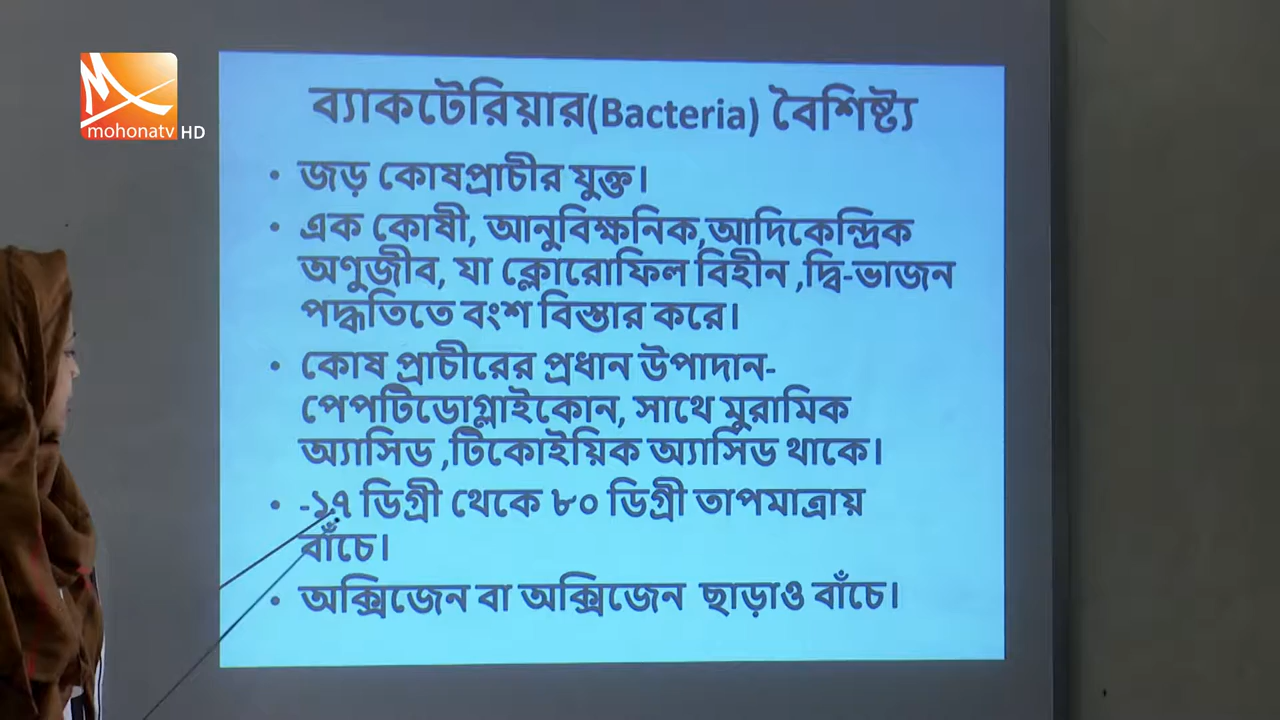 mohonatv HD
ব্যাকটেরিয়ার(Bacteria) বৈশিষ্ট্য
• জড় কোষপ্রাচীর যুক্ত।
• এক কোষী, আনুবিক্ষনিক,আদিকেন্দ্রিক
অণুজীব, যা ক্লোরোফিল বিহীন ,দ্বি-ভাজন
পদ্ধতিতে বংশ বিস্তার করে।
• কোষ প্রাচীরের প্রধান উপাদান-
পেপটিডোগ্লাইকোন, সাথে মুরামিক
অ্যাসিড ,টিকোইয়িক অ্যাসিড থাকে।
• -১৭ ডিগ্রী থেকে ৮০ ডিগ্রী তাপমাত্রায়
বাঁচে।
• অক্সিজেন বা অক্সিজেন ছাড়াও বাঁচে।